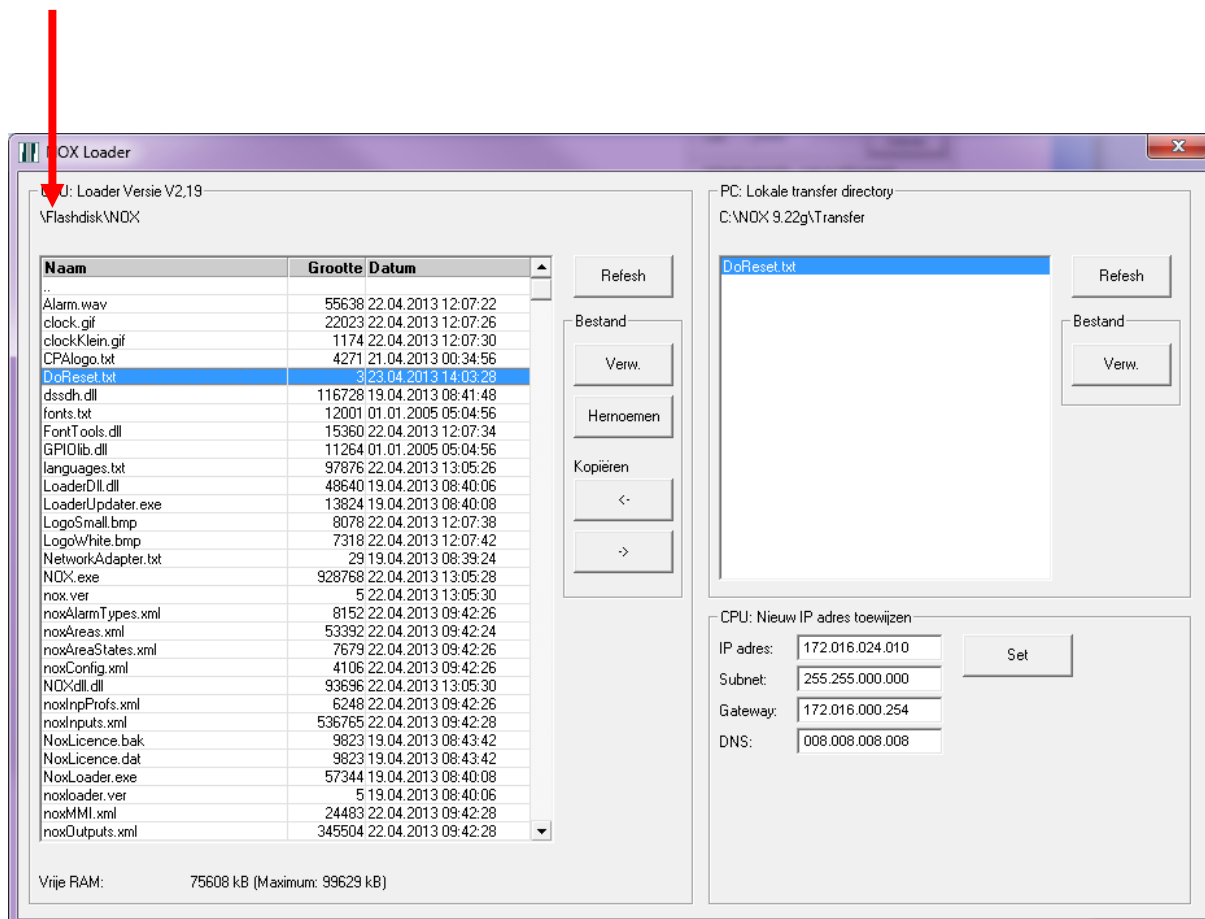 NOX Loader
CPU: Loader Versie V2,19
\Flashdisk\NOX
Naam Grootte Datum
..
Alarm.wav 55638 22.04.2013 12:07:22
clock.gif 22023 22.04.2013 12:07:26
clockKlein.gif 1174 22.04.2013 12:07:30
CPAlogo.txt 4271 21.04.2013 00:34:56
DoReset.txt 3 23.04.2013 14:03:28
dssdh.dll 116728 19.04.2013 08:41:48
fonts.txt 12001 01.01.2005 05:04:56
FontTools.dll 15360 22.04.2013 12:07:34
GPIOlib.dll 11264 01.01.2005 05:04:56
languages.txt 97876 22.04.2013 13:05:26
LoaderDll.dll 48640 19.04.2013 08:40:06
LoaderUpdater.exe 13824 19.04.2013 08:40:08
LogoSmall.bmp 8078 22.04.2013 12:07:38
LogoWhite.bmp 7318 22.04.2013 12:07:42
NetworkAdapter.txt 29 19.04.2013 08:39:24
NOX.exe 928768 22.04.2013 13:05:28
nox.ver 5 22.04.2013 13:05:30
noxAlarmTypes.xml 8152 22.04.2013 09:42:26
noxAreas.xml 53392 22.04.2013 09:42:24
noxAreaStates.xml 7679 22.04.2013 09:42:26
noxConfig.xml 4106 22.04.2013 09:42:26
NOXdll.dll 93696 22.04.2013 13:05:30
noxInpProfs.xml 6248 22.04.2013 09:42:26
noxInputs.xml 536765 22.04.2013 09:42:28
NoxLicence.bak 9823 19.04.2013 08:43:42
NoxLicence.dat 9823 19.04.2013 08:43:42
NoxLoader.exe 57344 19.04.2013 08:40:08
noxloader.ver 5 19.04.2013 08:40:06
noxMMI.xml 24483 22.04.2013 09:42:28
noxOutputs.xml 345504 22.04.2013 09:42:28
Vrije RAM: 75608 kB (Maximum: 99629 kB)
Refesh
Bestand
Verw.
Hernoemen
Kopiëren
<-
->
PC: Lokale transfer directory
C:\NOX 9.22g\Transfer
DoReset.txt
Refesh
Bestand
Verw.
CPU: Nieuw IP adres toewijzen
IP adres: 172.016.024.010
Set
Subnet: 255.255.000.000
Gateway: 172.016.000.254
DNS: 008.008.008.008